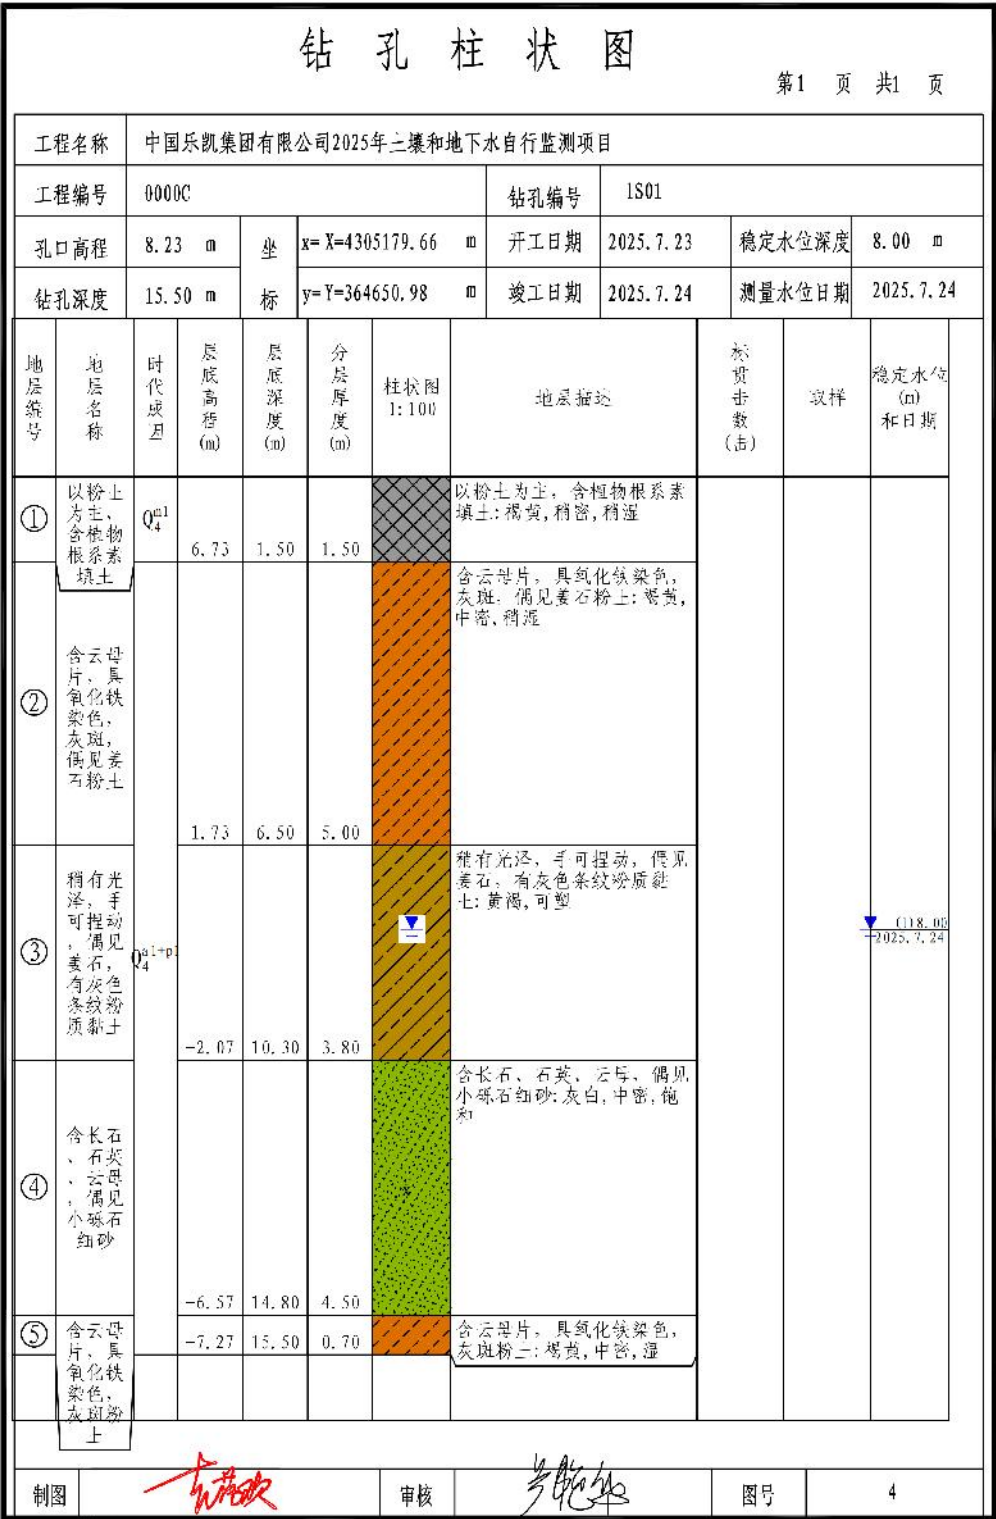 钻 孔 柱 状 图
第1 页 共1 页
工程名称 中国乐凯集团有限公司2025年土壤和地下水自行监测项目
工程编号 0000C 钻孔编号 1S01
孔口高程 8.23 m 坐 x= X=4305179.66 m 开工日期 2025.7.23 稳定水位深度 8.00 m
钻孔深度 15.50 m 标 y=Y=364650.98 m 竣工日期 2025.7.24 测量水位日期 2025.7.24
地层编号
地层名称
时代成因
层底高程(m)
层底深度(m)
分层厚度(m)
柱状图
1:100
地层描述
标贯击数(击)
取样
稳定水位
(m)
和日期
①
以粉土
为主、
含植物
根系素
填土
Q4ml
6.73 1.50 1.50
以粉土为主，含植物根系素
填土:褐黄,稍密,稍湿
②
含云母
片、具
氧化铁
染色,
灰斑,
偶见姜
石粉土
1.73 6.50 5.00
含云母片，具氧化铁染色，
灰斑，偶见姜石粉土:褐黄,
中密,稍湿
③
稍有光
泽，手
可捏动
，偶见
姜石，
有灰色
条纹粉
质黏土
Q4al+pl
-2.07 10.30 3.80
稍有光泽，手可捏动，偶见
姜石，有灰色条纹粉质黏
土:黄褐,可塑
(1)8.00
2025.7.24
④
含长石
、石英
、云母
，偶见
小砾石
细砂
-6.57 14.80 4.50
含长石、石英、云母，偶见
小砾石细砂:灰白,中密,饱
和
⑤
含云母
片，具
氧化铁
染色,
灰斑粉
土
-7.27 15.50 0.70
含云母片，具氧化铁染色，
灰斑粉土:褐黄,中密,湿
制图 审核 图号 4